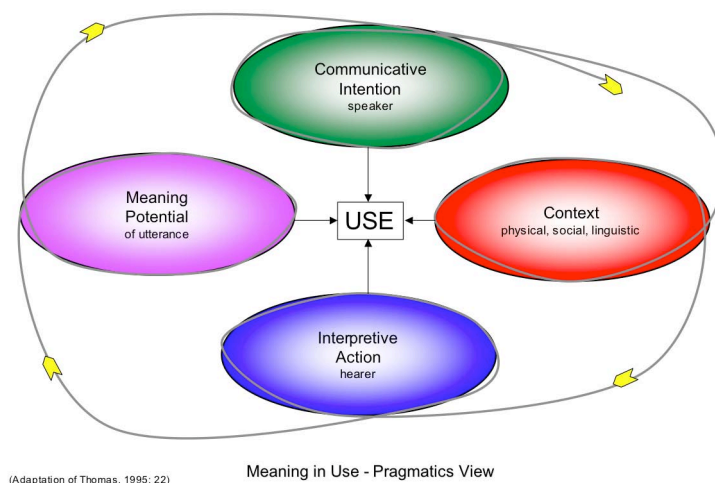 Communicative
Intention
speaker
Meaning
Potential
of utterance
USE
Context
physical, social, linguistic
Interpretive
Action
hearer
Meaning in Use - Pragmatics View
(Adaptation of Thomas, 1995: 22)